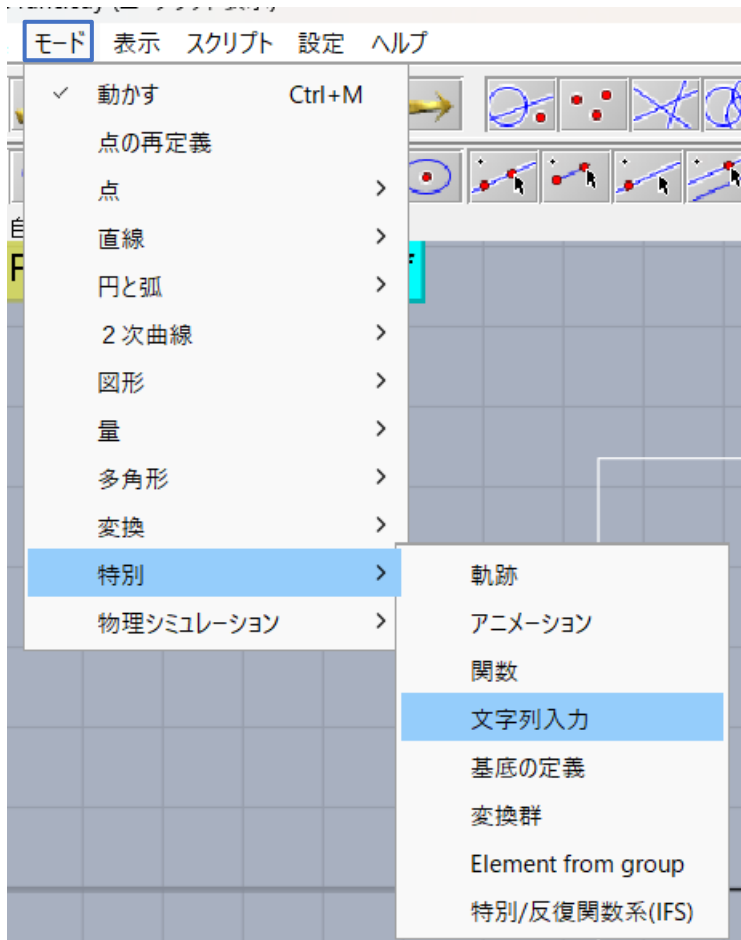 モード 表示 スクリプト 設定 ヘルプ
動かす Ctrl+M
点の再定義
点
直線
円と弧
２次曲線
図形
量
多角形
変換
特別
物理シミュレーション
軌跡
アニメーション
関数
文字列入力
基底の定義
変換群
Element from group
特別/反復関数系(IFS)